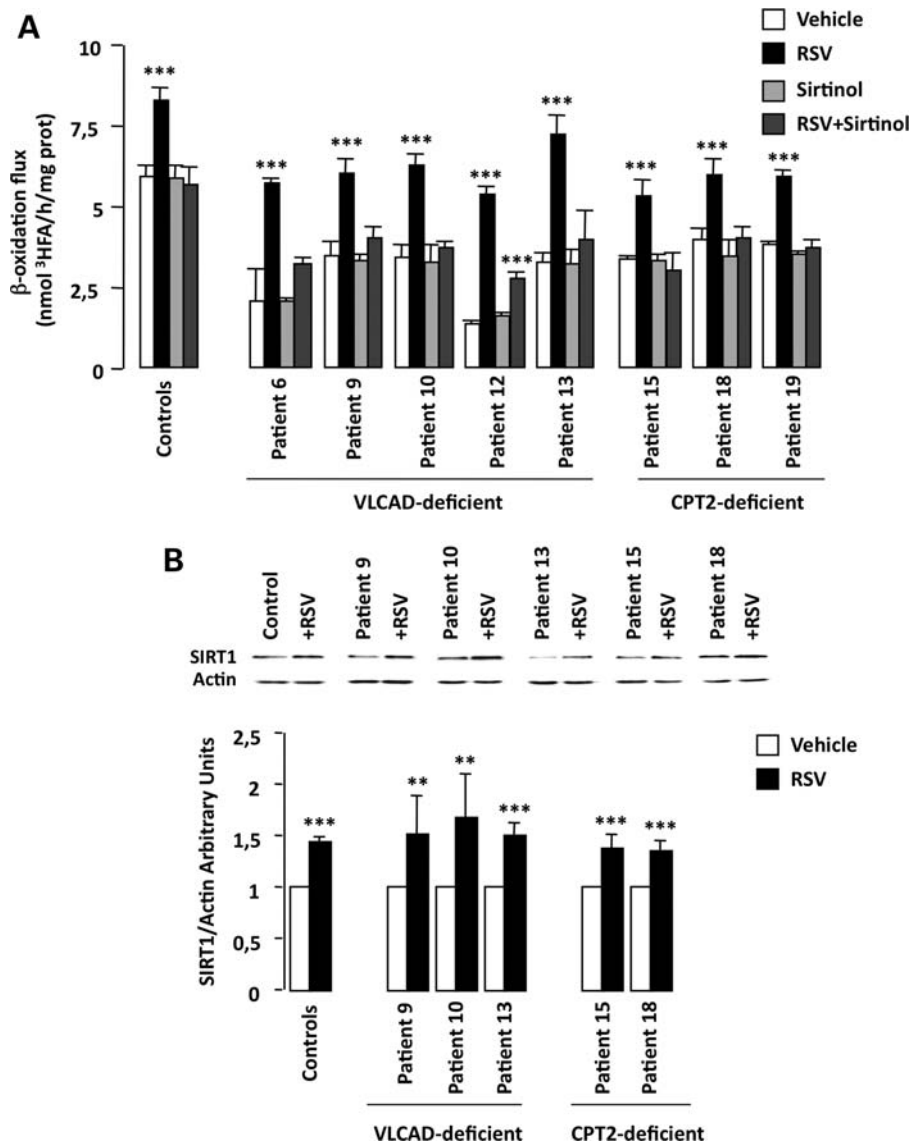 A
Vehicle
RSV
Sirtinol
RSV+Sirtinol
β-oxidation flux
(nmol ³HFA/h/mg prot)
10
7,5
5
2,5
0
***
***
***
***
***
***
***
***
***
***
Controls
Patient 6
Patient 9
Patient 10
Patient 12
Patient 13
Patient 15
Patient 18
Patient 19
VLCAD-deficient
CPT2-deficient
B
Control
+RSV
Patient 9
+RSV
Patient 10
+RSV
Patient 13
+RSV
Patient 15
+RSV
Patient 18
+RSV
SIRT1
Actin
Vehicle
RSV
SIRT1/Actin Arbitrary Units
2,5
2
1,5
1
0,5
0
***
**
**
***
***
***
Controls
Patient 9
Patient 10
Patient 13
Patient 15
Patient 18
VLCAD-deficient
CPT2-deficient